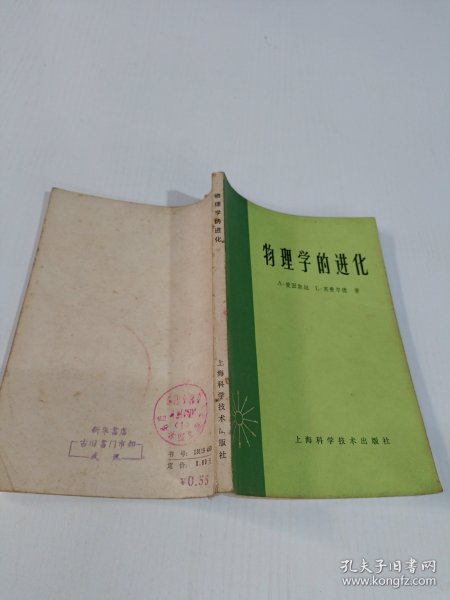 物理学的进化
A·爱因斯坦 L·英费尔德 著
上海科学技术出版社
物理学的进化
上海科学技术出版社
新华书店
古旧书门市部
书号：
定价：
¥0.55
孔夫子旧书网
www.kongfz.com